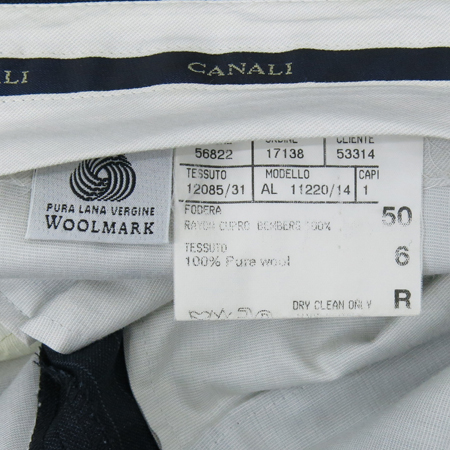 ALI CANALI
PURA LANA VERGINE
WOOLMARK
ORDINE CLIENTE
56822 17138 53314
TESSUTO MODELLO CAPI
12085/31 AL 11220/14 1
FODERA
RAYON CUPRO BEMBERG 100%
50
TESSUTO
100% Pure wool
6
DRY CLEAN ONLY
R